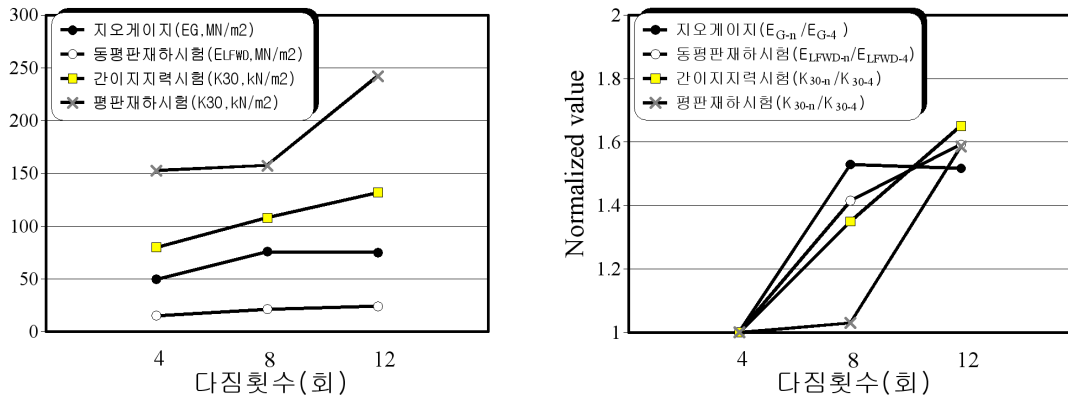 300
250
200
150
100
50
0
지오게이지(EG,MN/m2)
동평판재하시험(ELFWD,MN/m2)
간이지지력시험(K30,kN/m2)
평판재하시험(K30,kN/m2)
4 8 12
다짐횟수(회)
Normalized value
2
1.8
1.6
1.4
1.2
1
지오게이지(EG-n/EG-4)
동평판재하시험(ELFWD-n/ELFWD-4)
간이지지력시험(K30-n/K30-4)
평판재하시험(K30-n/K30-4)
4 8 12
다짐횟수(회)